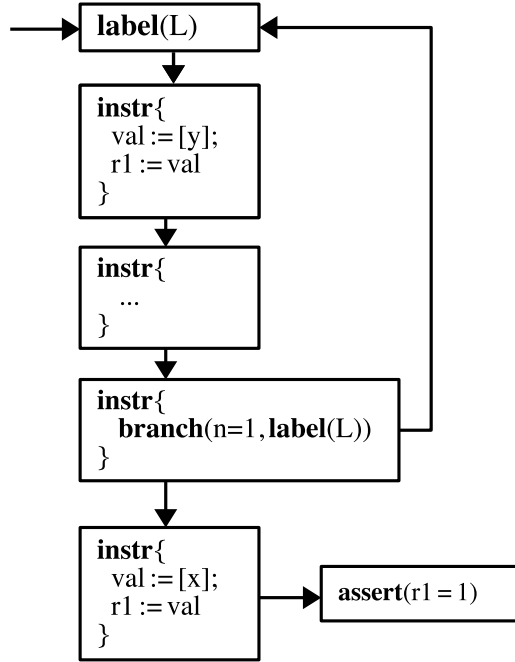 label(L)
instr{
val := [y];
r1 := val
}
instr{
...
}
instr{
branch(n=1, label(L))
}
instr{
val := [x];
r1 := val
}
assert(r1 = 1)